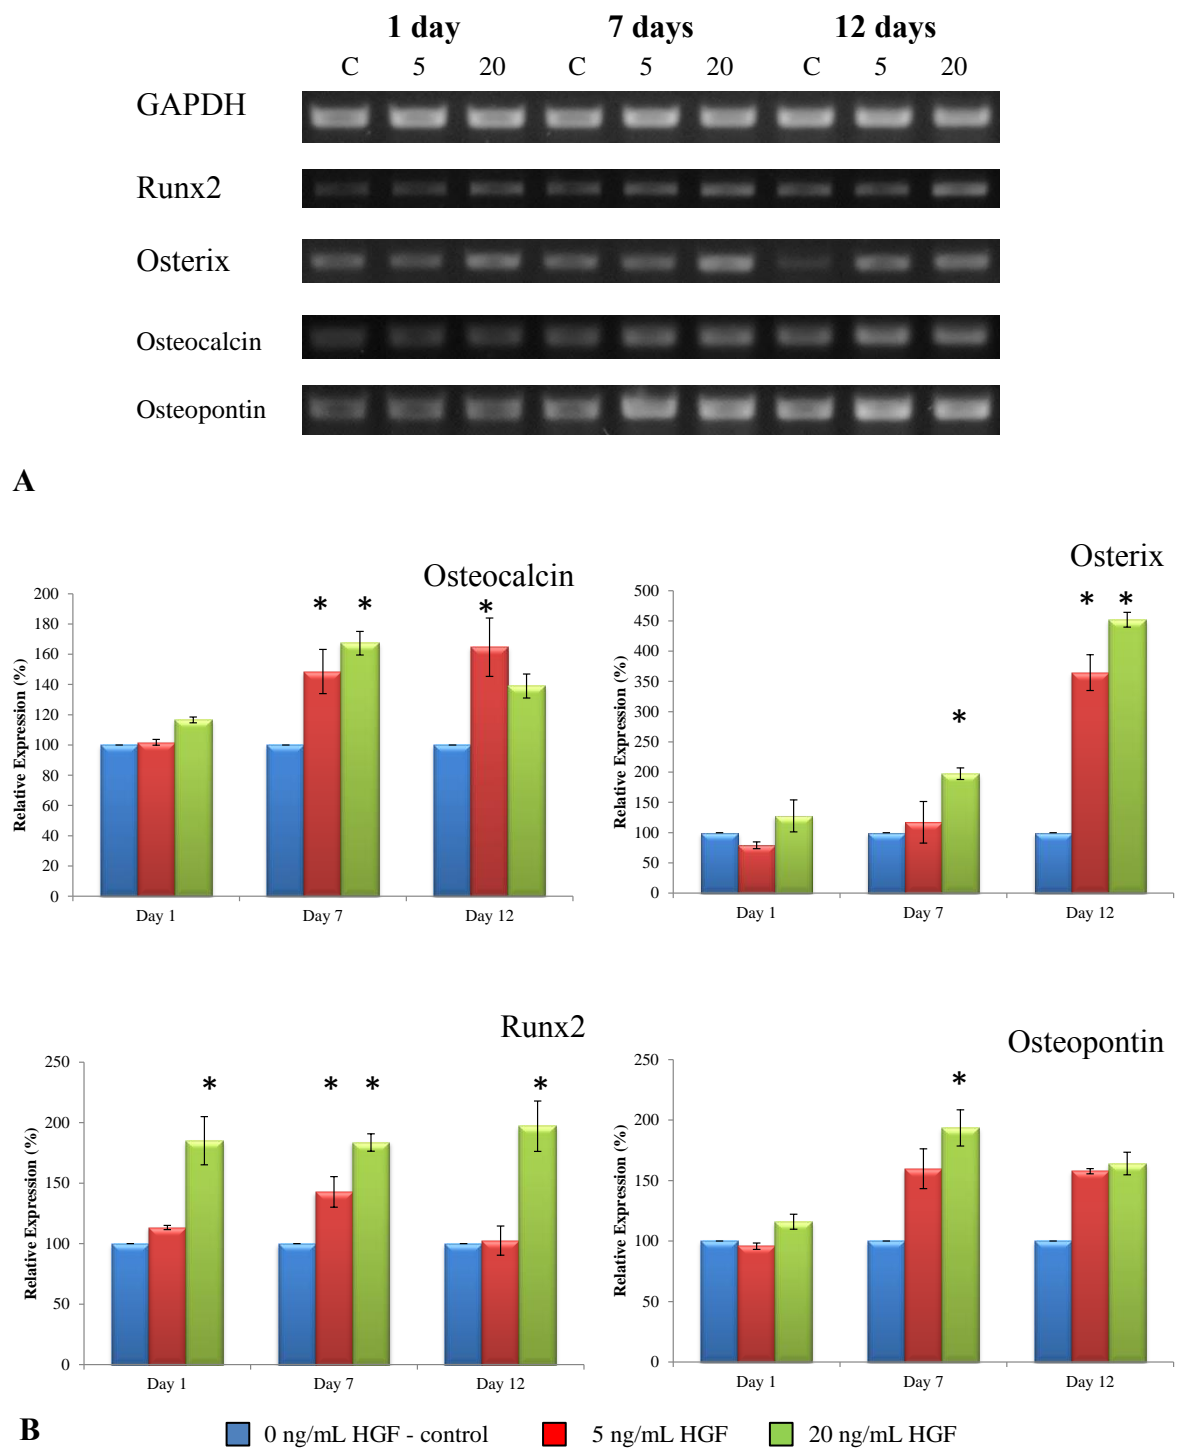 1 day 7 days 12 days
C 5 20 C 5 20 C 5 20
GAPDH
Runx2
Osterix
Osteocalcin
Osteopontin
A
Osteocalcin
Relative Expression (%)
200
180
160
140
120
100
80
60
40
20
0
* * *
Day 1 Day 7 Day 12
Osterix
Relative Expression (%)
500
450
400
350
300
250
200
150
100
50
0
* * *
Day 1 Day 7 Day 12
Runx2
Relative Expression (%)
250
200
150
100
50
0
* * * *
Day 1 Day 7 Day 12
Osteopontin
Relative Expression (%)
250
200
150
100
50
0
*
Day 1 Day 7 Day 12
B
0 ng/mL HGF - control 5 ng/mL HGF 20 ng/mL HGF